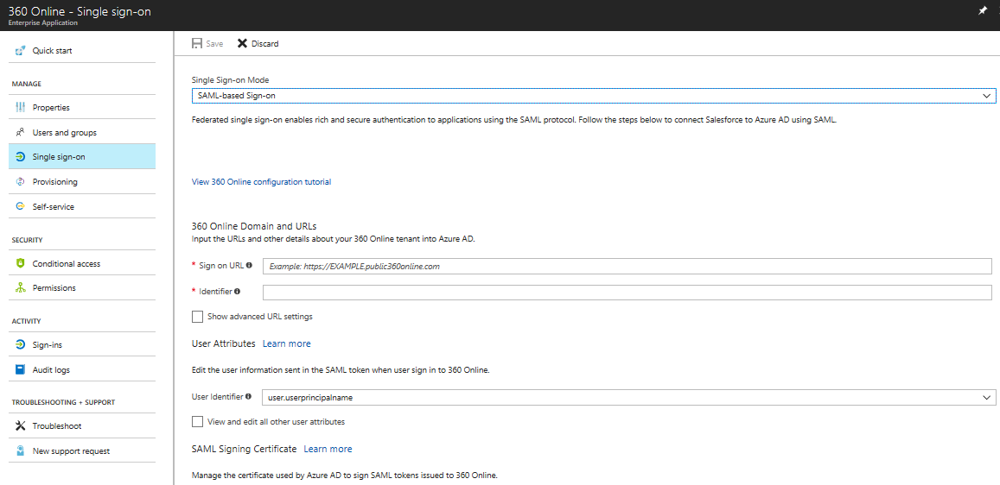 360 Online - Single sign-on
Enterprise Application
Quick start
MANAGE
Properties
Users and groups
Single sign-on
Provisioning
Self-service
SECURITY
Conditional access
Permissions
ACTIVITY
Sign-ins
Audit logs
TROUBLESHOOTING + SUPPORT
Troubleshoot
New support request
Save Discard
Single Sign-on Mode
SAML-based Sign-on
Federated single sign-on enables rich and secure authentication to applications using the SAML protocol. Follow the steps below to connect Salesforce to Azure AD using SAML.
View 360 Online configuration tutorial
360 Online Domain and URLs
Input the URLs and other details about your 360 Online tenant into Azure AD.
* Sign on URL Example: https://EXAMPLE.public360online.com
* Identifier
Show advanced URL settings
User Attributes Learn more
Edit the user information sent in the SAML token when user sign in to 360 Online.
User Identifier user.userprincipalname
View and edit all other user attributes
SAML Signing Certificate Learn more
Manage the certificate used by Azure AD to sign SAML tokens issued to 360 Online.